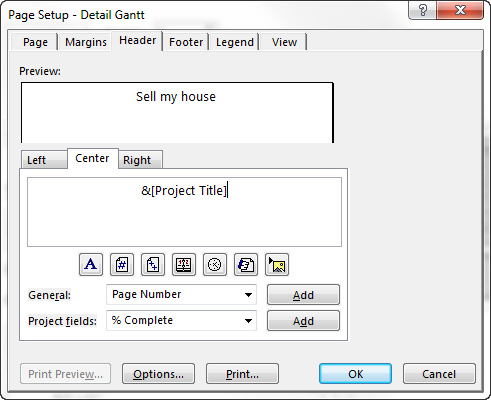 Page Setup - Detail Gantt
Page Margins Header Footer Legend View
Preview:
Sell my house
Left Center Right
&[Project Title]
A # +
General: Page Number Add
Project fields: % Complete Add
Print Preview... Options... Print... OK Cancel